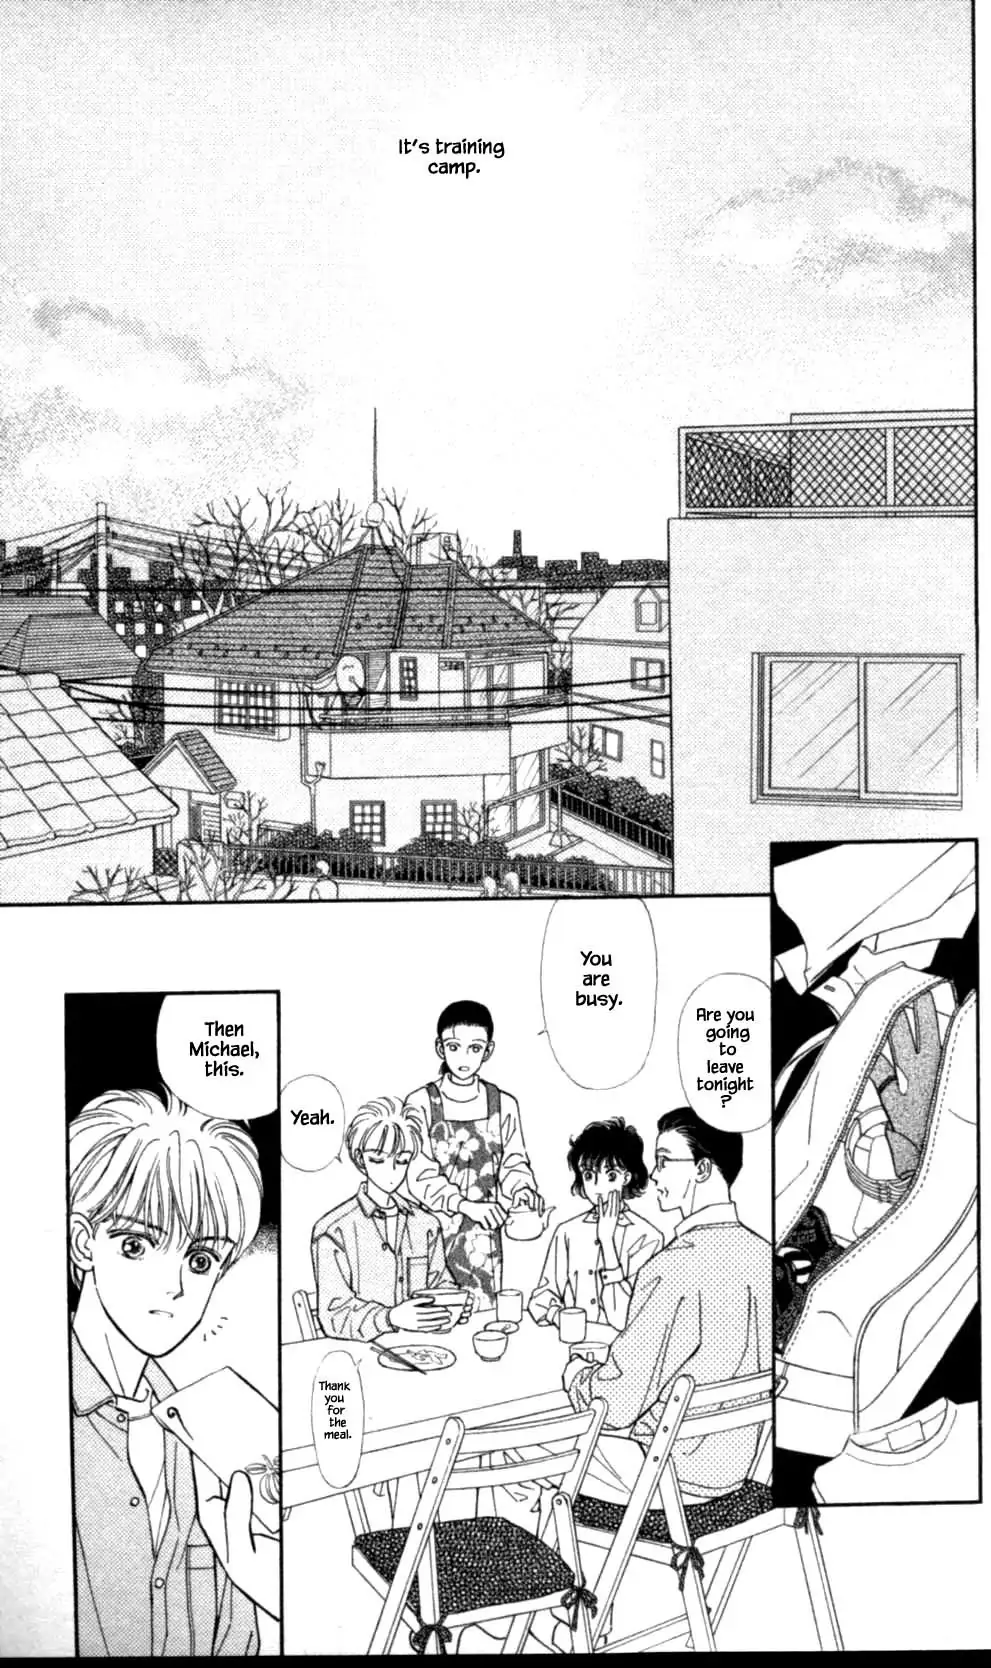 It's training
camp.
Are you
going
to
leave
tonight
?
You
are
busy.
Yeah.
Thank
you
for
the
meal.
Then
Michael,
this.